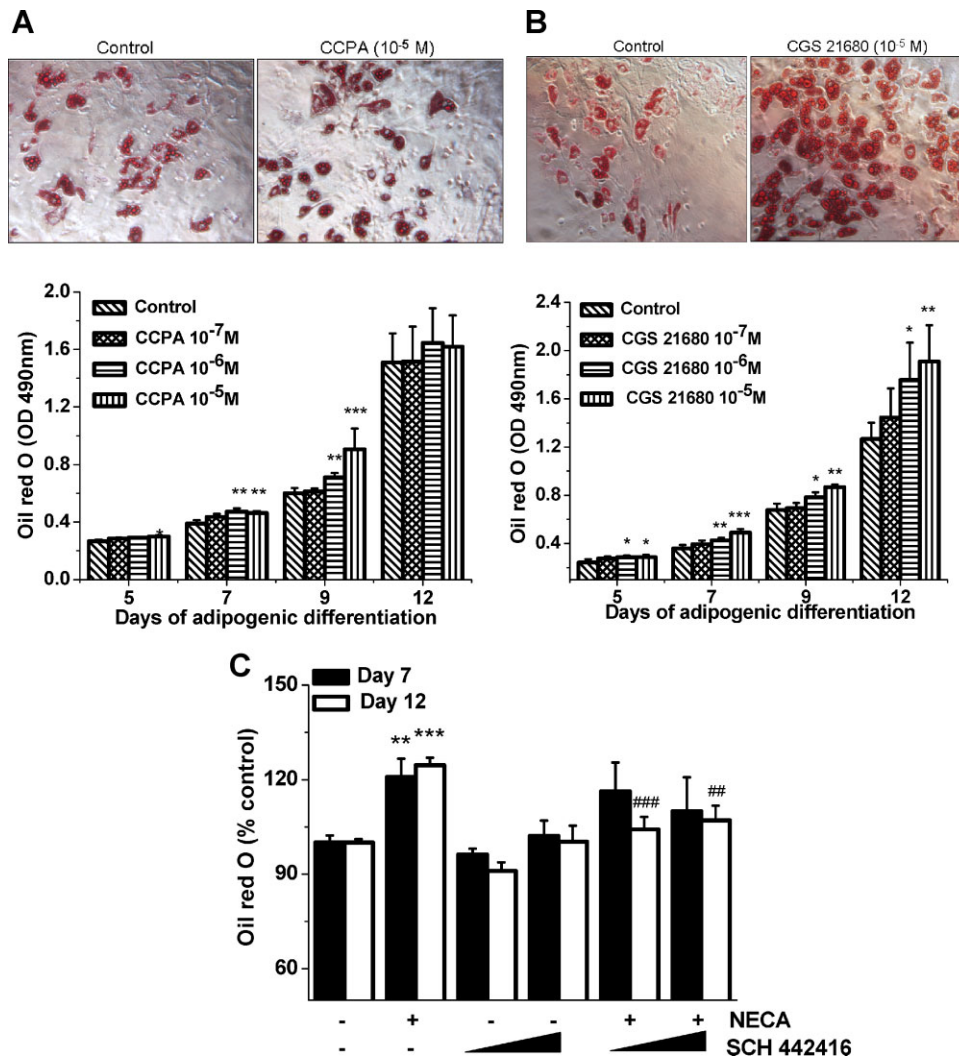 A
Control
CCPA (10⁻⁵ M)
B
Control
CGS 21680 (10⁻⁵ M)
Oil red O (OD 490nm)
2.0
1.6
1.2
0.8
0.4
0.0
Control
CCPA 10⁻⁷M
CCPA 10⁻⁶M
CCPA 10⁻⁵M
*
** **
**
***
5 7 9 12
Days of adipogenic differentiation
Oil red O (OD 490nm)
2.4
2.0
1.6
1.2
0.8
0.4
Control
CGS 21680 10⁻⁷M
CGS 21680 10⁻⁶M
CGS 21680 10⁻⁵M
* *
** ***
* **
* **
5 7 9 12
Days of adipogenic differentiation
C
Oil red O (% control)
150
120
90
60
Day 7
Day 12
** ***
###
##
- + - - + + NECA
- - SCH 442416